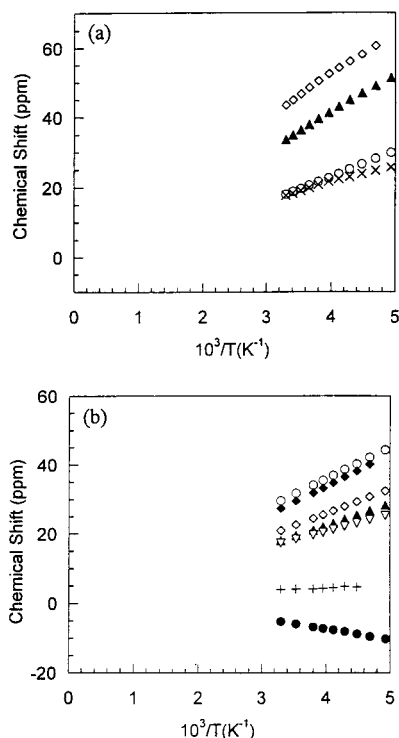 (a)
60
40
20
0
Chemical Shift (ppm)
0 1 2 3 4 5
10³/T(K⁻¹)
(b)
60
40
20
0
-20
Chemical Shift (ppm)
0 1 2 3 4 5
10³/T(K⁻¹)